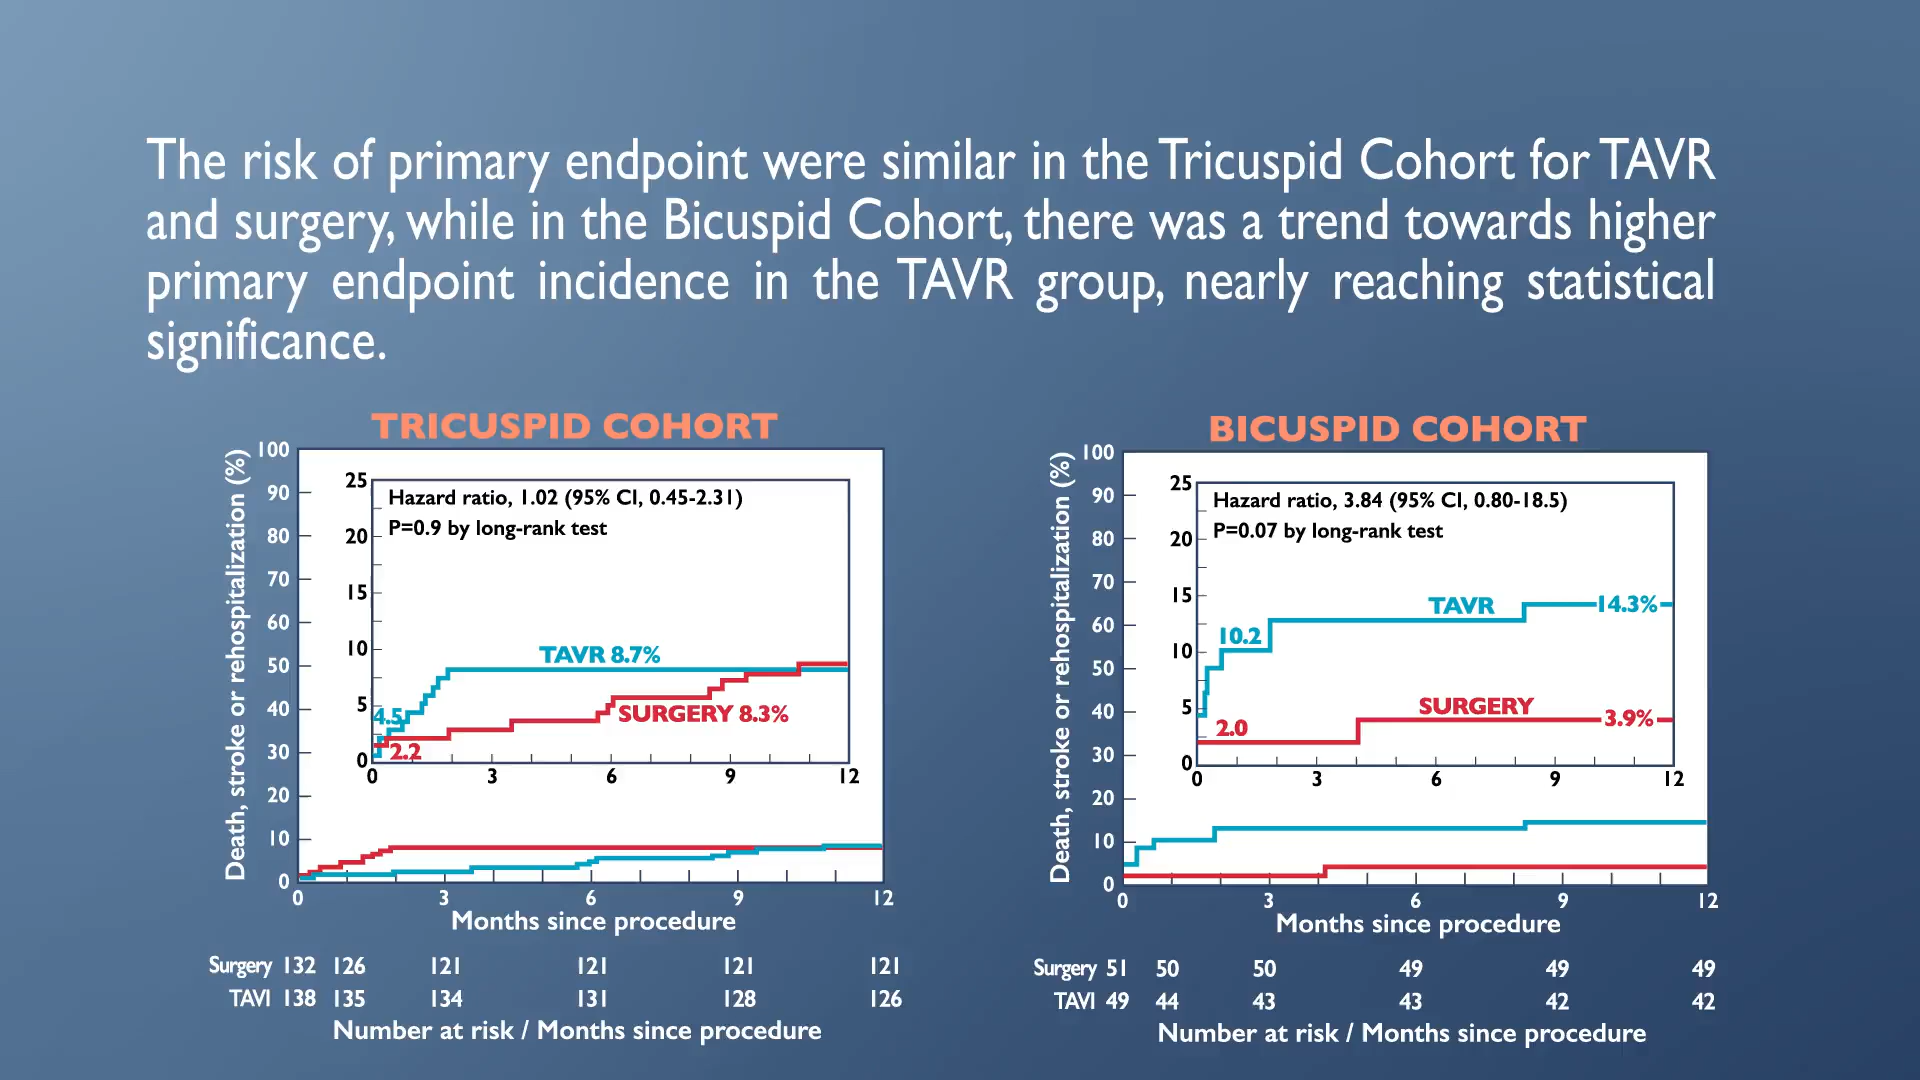 The risk of primary endpoint were similar in the Tricuspid Cohort for TAVR
and surgery, while in the Bicuspid Cohort, there was a trend towards higher
primary endpoint incidence in the TAVR group, nearly reaching statistical
significance.
TRICUSPID COHORT
Death, stroke or rehospitalization (%)
100
90
80
70
60
50
40
30
20
10
0
25
20
15
10
5
0
Hazard ratio, 1.02 (95% CI, 0.45-2.31)
P=0.9 by long-rank test
TAVR 8.7%
4.5
SURGERY 8.3%
2.2
0 3 6 9 12
0 3 6 9 12
Months since procedure
Surgery 132 126 121 121 121 121
TAVI 138 135 134 131 128 126
Number at risk / Months since procedure
BICUSPID COHORT
Death, stroke or rehospitalization (%)
100
90
80
70
60
50
40
30
20
10
0
25
20
15
10
5
0
Hazard ratio, 3.84 (95% CI, 0.80-18.5)
P=0.07 by long-rank test
TAVR 14.3%
10.2
SURGERY 3.9%
2.0
0 3 6 9 12
0 3 6 9 12
Months since procedure
Surgery 51 50 50 49 49 49
TAVI 49 44 43 43 42 42
Number at risk / Months since procedure